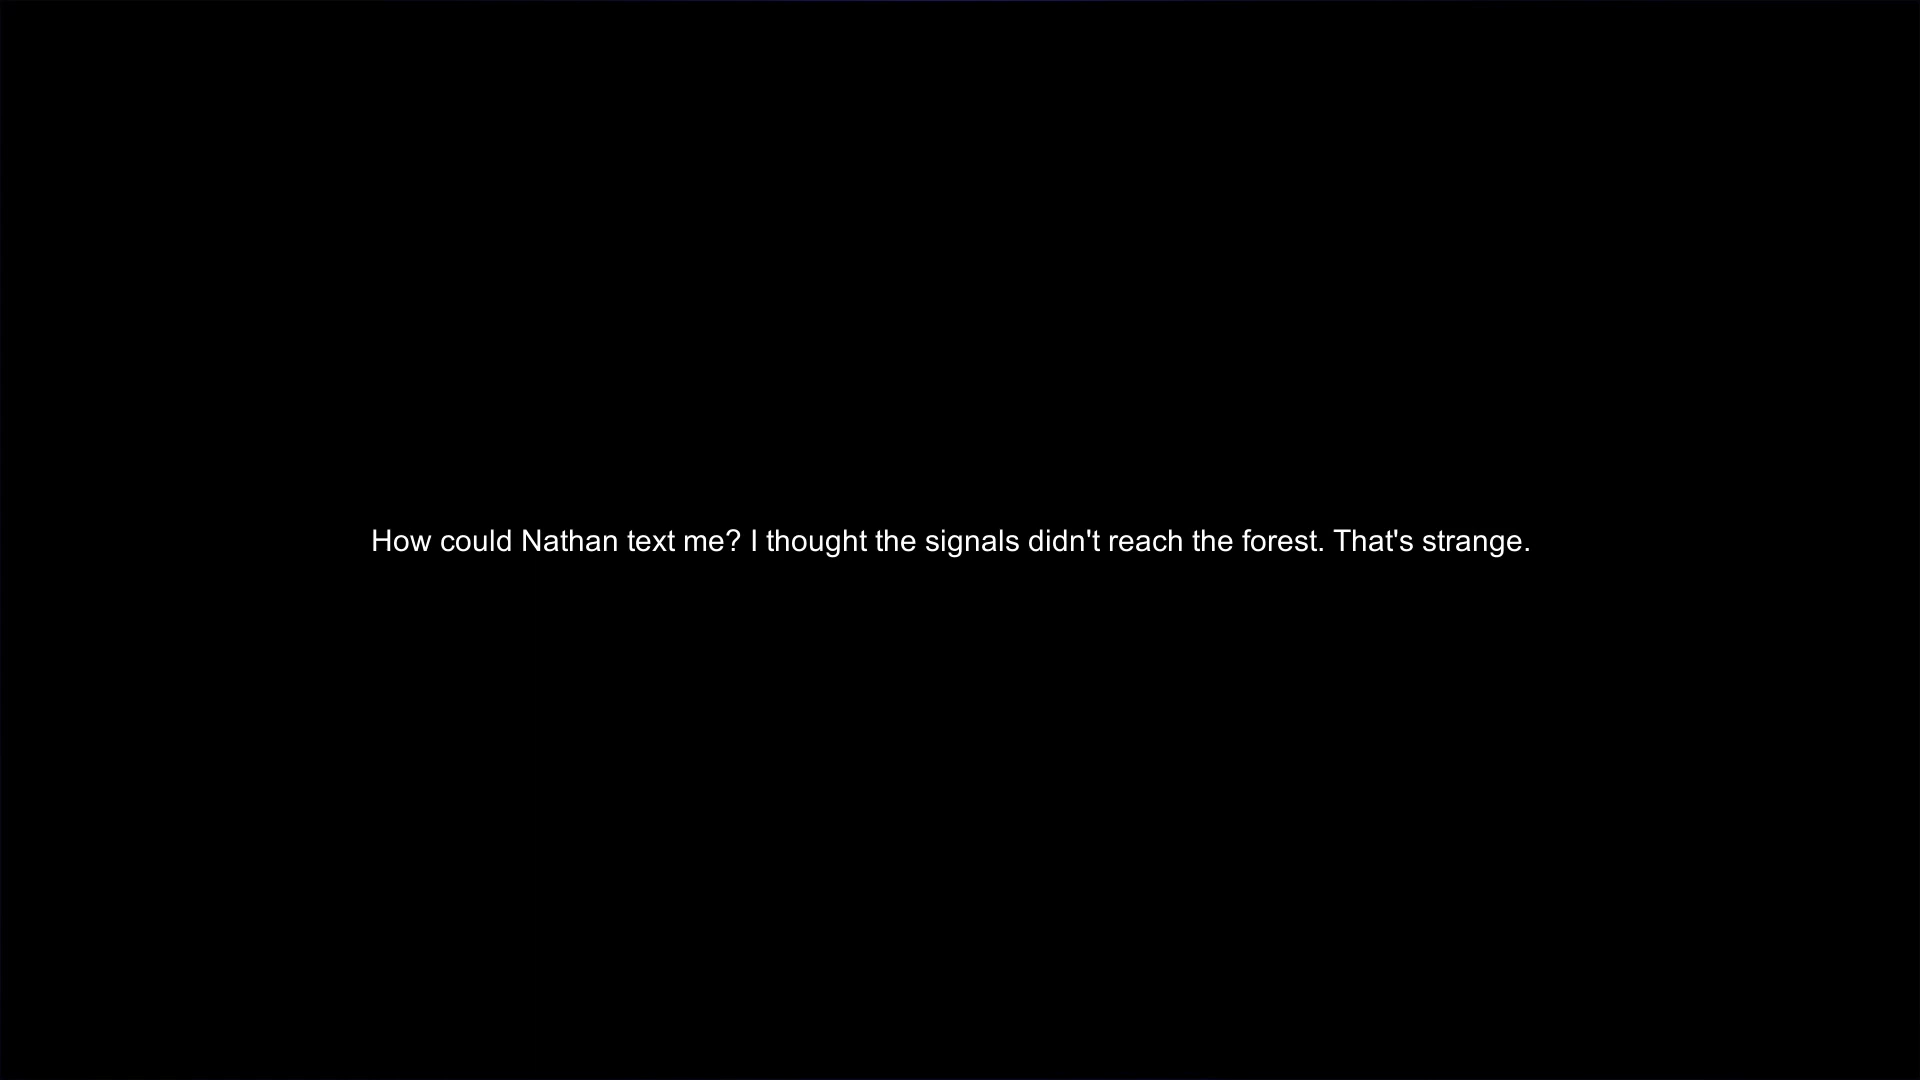 How could Nathan text me? I thought the signals didn't reach the forest. That's strange.